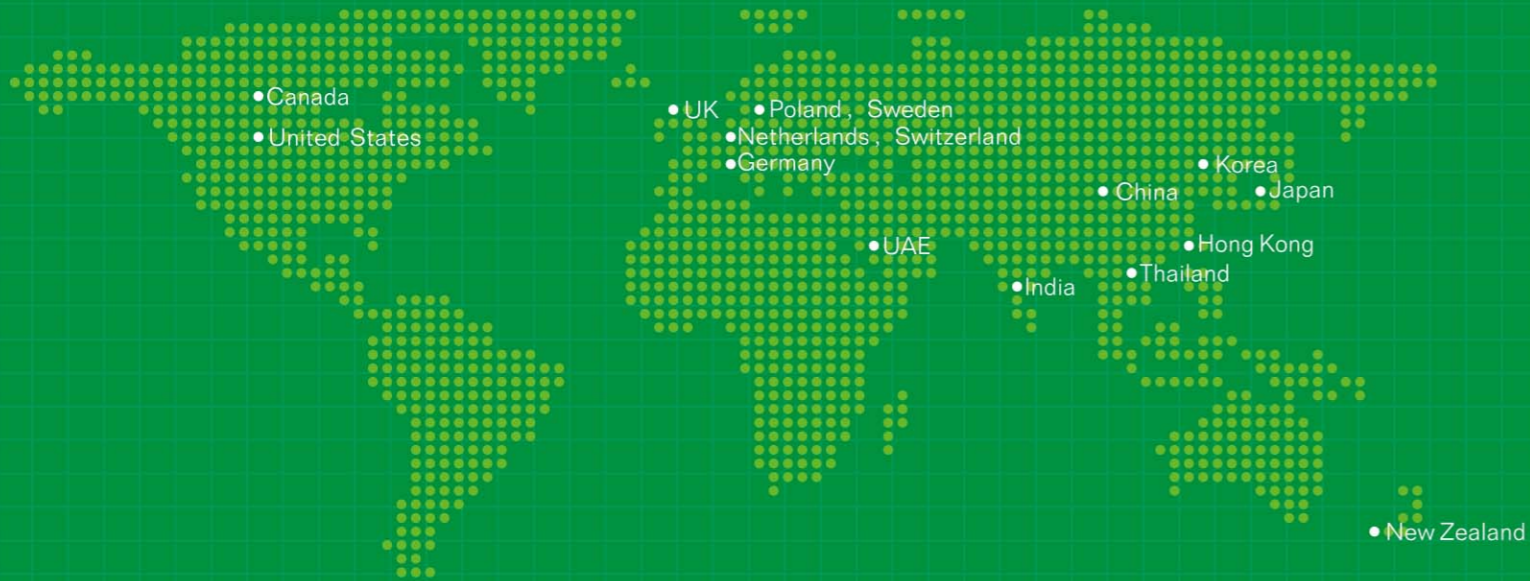 Canada
United States
UK
Poland, Sweden
Netherlands, Switzerland
Germany
Korea
China
Japan
UAE
Hong Kong
Thailand
India
New Zealand